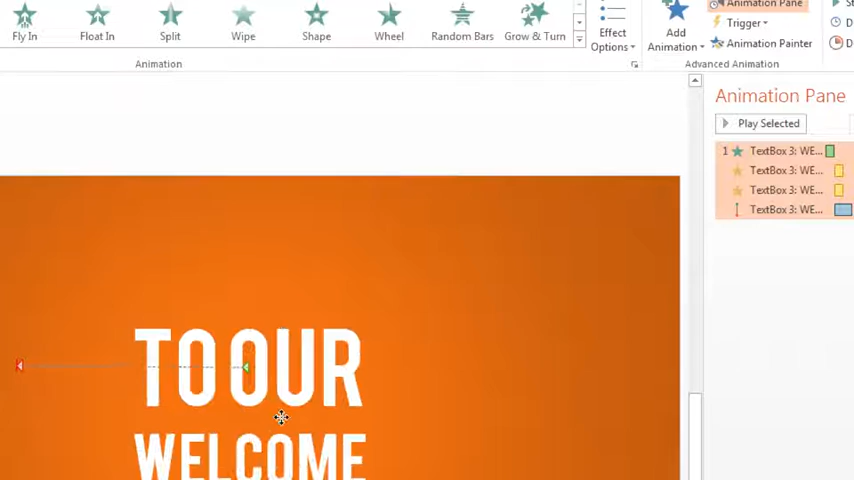 Fly In Float In Split Wipe Shape Wheel Random Bars Grow & Turn
Effect Options
Add Animation
Animation Pane
Trigger
Animation Painter
Animation
Advanced Animation
Animation Pane
Play Selected
1 TextBox 3: WE...
TextBox 3: WE...
TextBox 3: WE...
TextBox 3: WE...
TO OUR
WELCOME